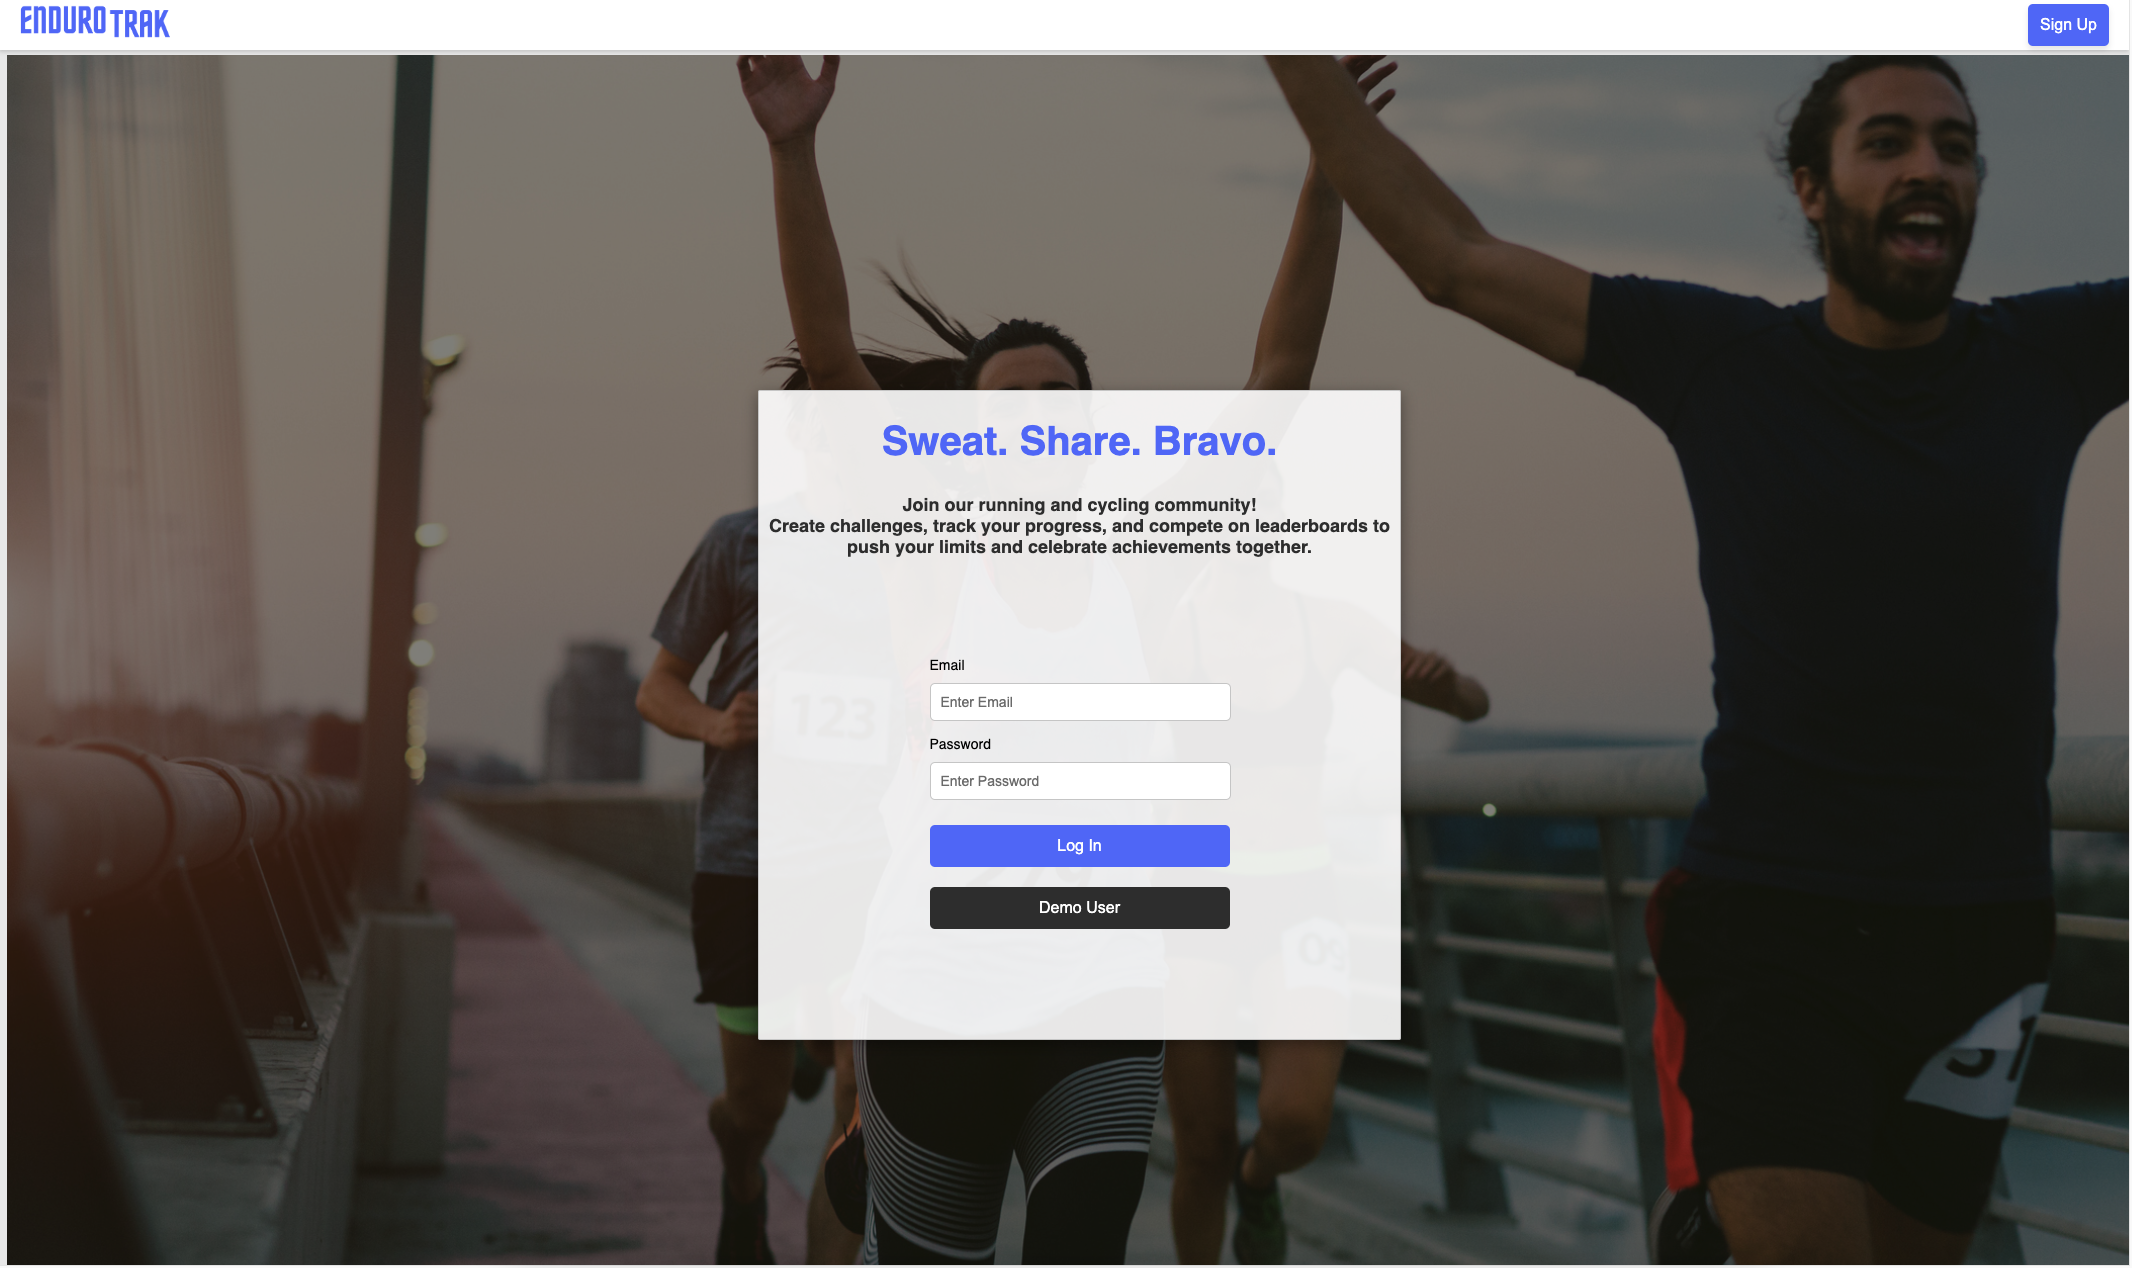 ENDURO TRAK
Sign Up
Sweat. Share. Bravo.
Join our running and cycling community!
Create challenges, track your progress, and compete on leaderboards to
push your limits and celebrate achievements together.
Email
Enter Email
123
Password
Enter Password
Log In
Demo User